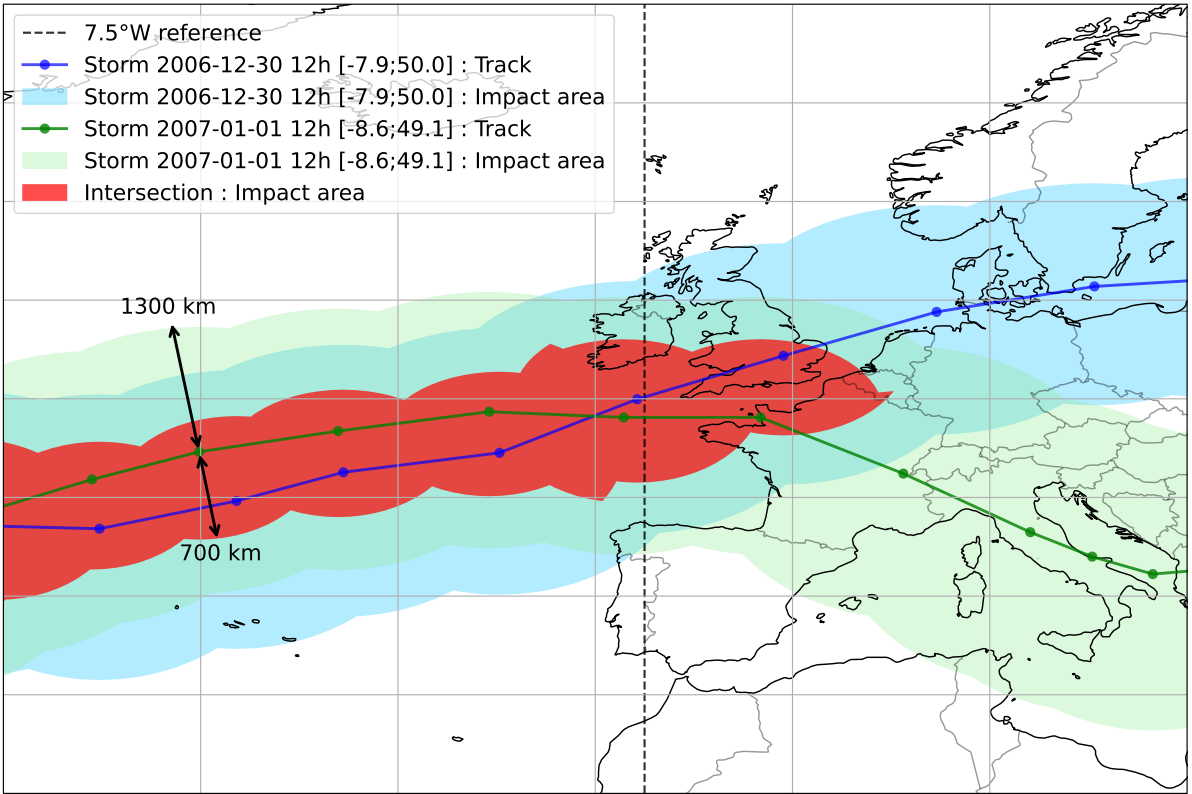 7.5°W reference
Storm 2006-12-30 12h [-7.9;50.0] : Track
Storm 2006-12-30 12h [-7.9;50.0] : Impact area
Storm 2007-01-01 12h [-8.6;49.1] : Track
Storm 2007-01-01 12h [-8.6;49.1] : Impact area
Intersection : Impact area
1300 km
700 km